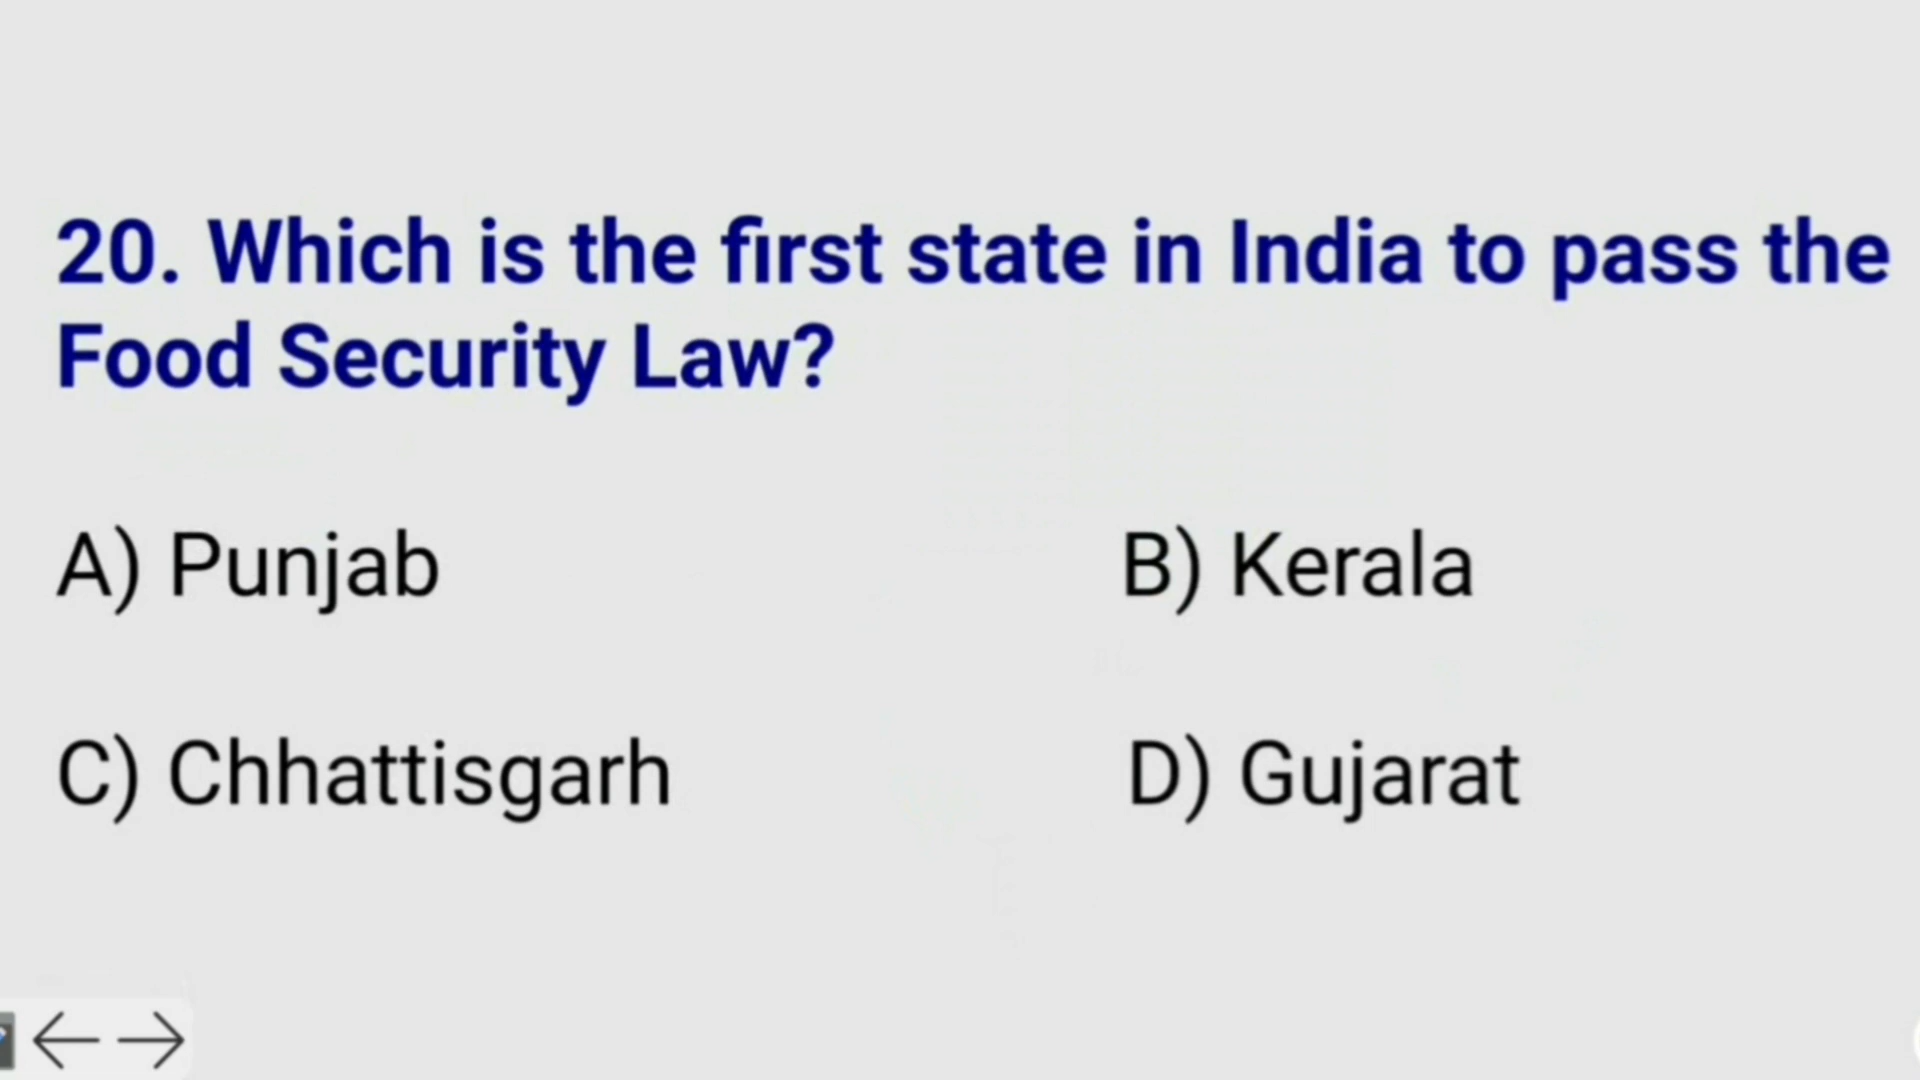 20. Which is the first state in India to pass the
Food Security Law?
A) Punjab
B) Kerala
C) Chhattisgarh
D) Gujarat